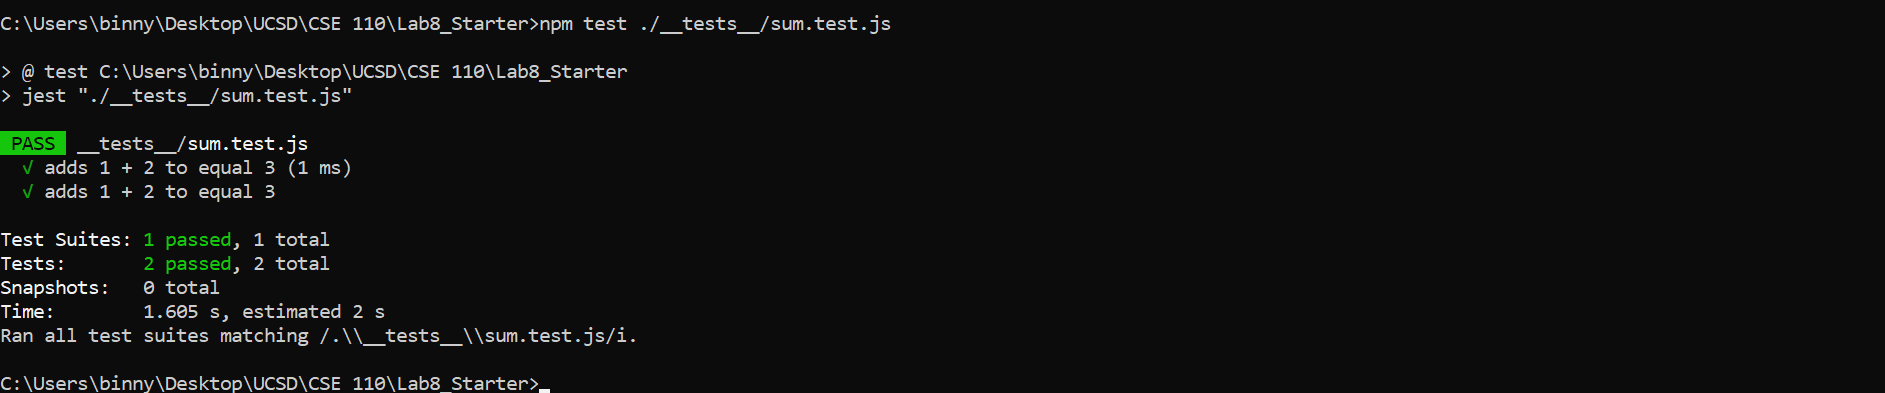 C:\Users\binny\Desktop\UCSD\CSE 110\Lab8_Starter>npm test ./__tests__/sum.test.js
> @ test C:\Users\binny\Desktop\UCSD\CSE 110\Lab8_Starter
> jest "./__tests__/sum.test.js"
PASS __tests__/sum.test.js
√ adds 1 + 2 to equal 3 (1 ms)
√ adds 1 + 2 to equal 3
Test Suites: 1 passed, 1 total
Tests: 2 passed, 2 total
Snapshots: 0 total
Time: 1.605 s, estimated 2 s
Ran all test suites matching /.\\__tests__\\sum.test.js/i.
C:\Users\binny\Desktop\UCSD\CSE 110\Lab8_Starter>